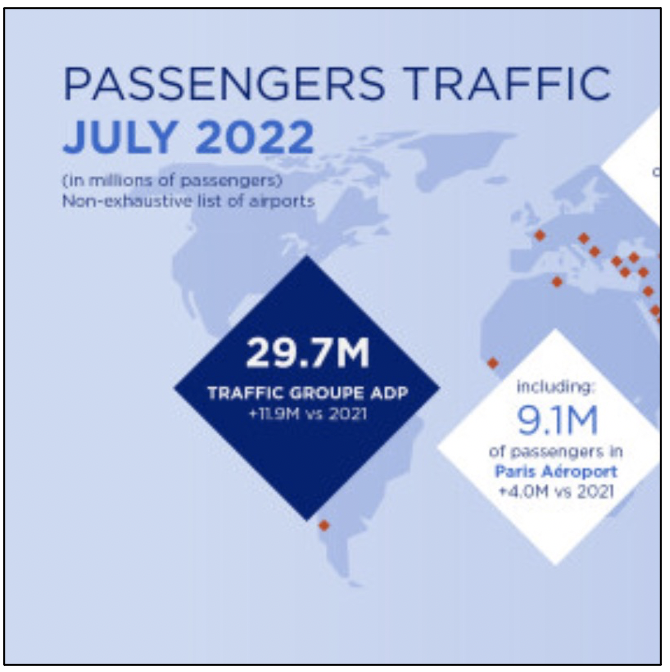 PASSENGERS TRAFFIC
JULY 2022
(in millions of passengers)
Non-exhaustive list of airports
29.7M
TRAFFIC GROUPE ADP
+11.9M vs 2021
including:
9.1M
of passengers in
Paris Aéroport
+4.0M vs 2021